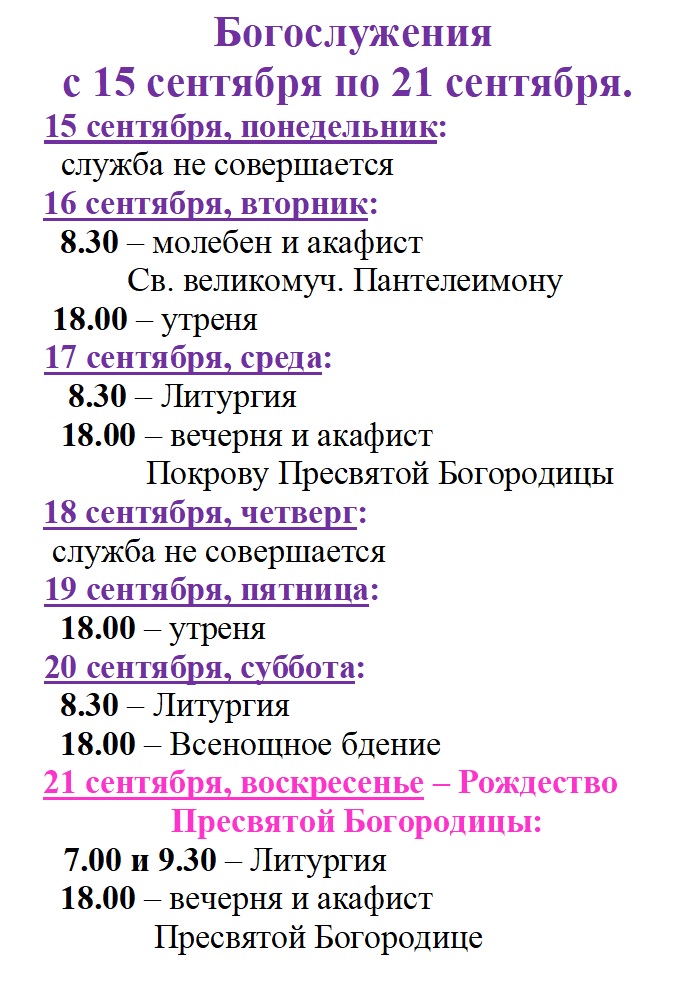 Богослужения
с 15 сентября по 21 сентября.
15 сентября, понедельник:
служба не совершается
16 сентября, вторник:
8.30 – молебен и акафист
Св. великомуч. Пантелеимону
18.00 – утреня
17 сентября, среда:
8.30 – Литургия
18.00 – вечерня и акафист
Покрову Пресвятой Богородицы
18 сентября, четверг:
служба не совершается
19 сентября, пятница:
18.00 – утреня
20 сентября, суббота:
8.30 – Литургия
18.00 – Всенощное бдение
21 сентября, воскресенье – Рождество
Пресвятой Богородицы:
7.00 и 9.30 – Литургия
18.00 – вечерня и акафист
Пресвятой Богородице